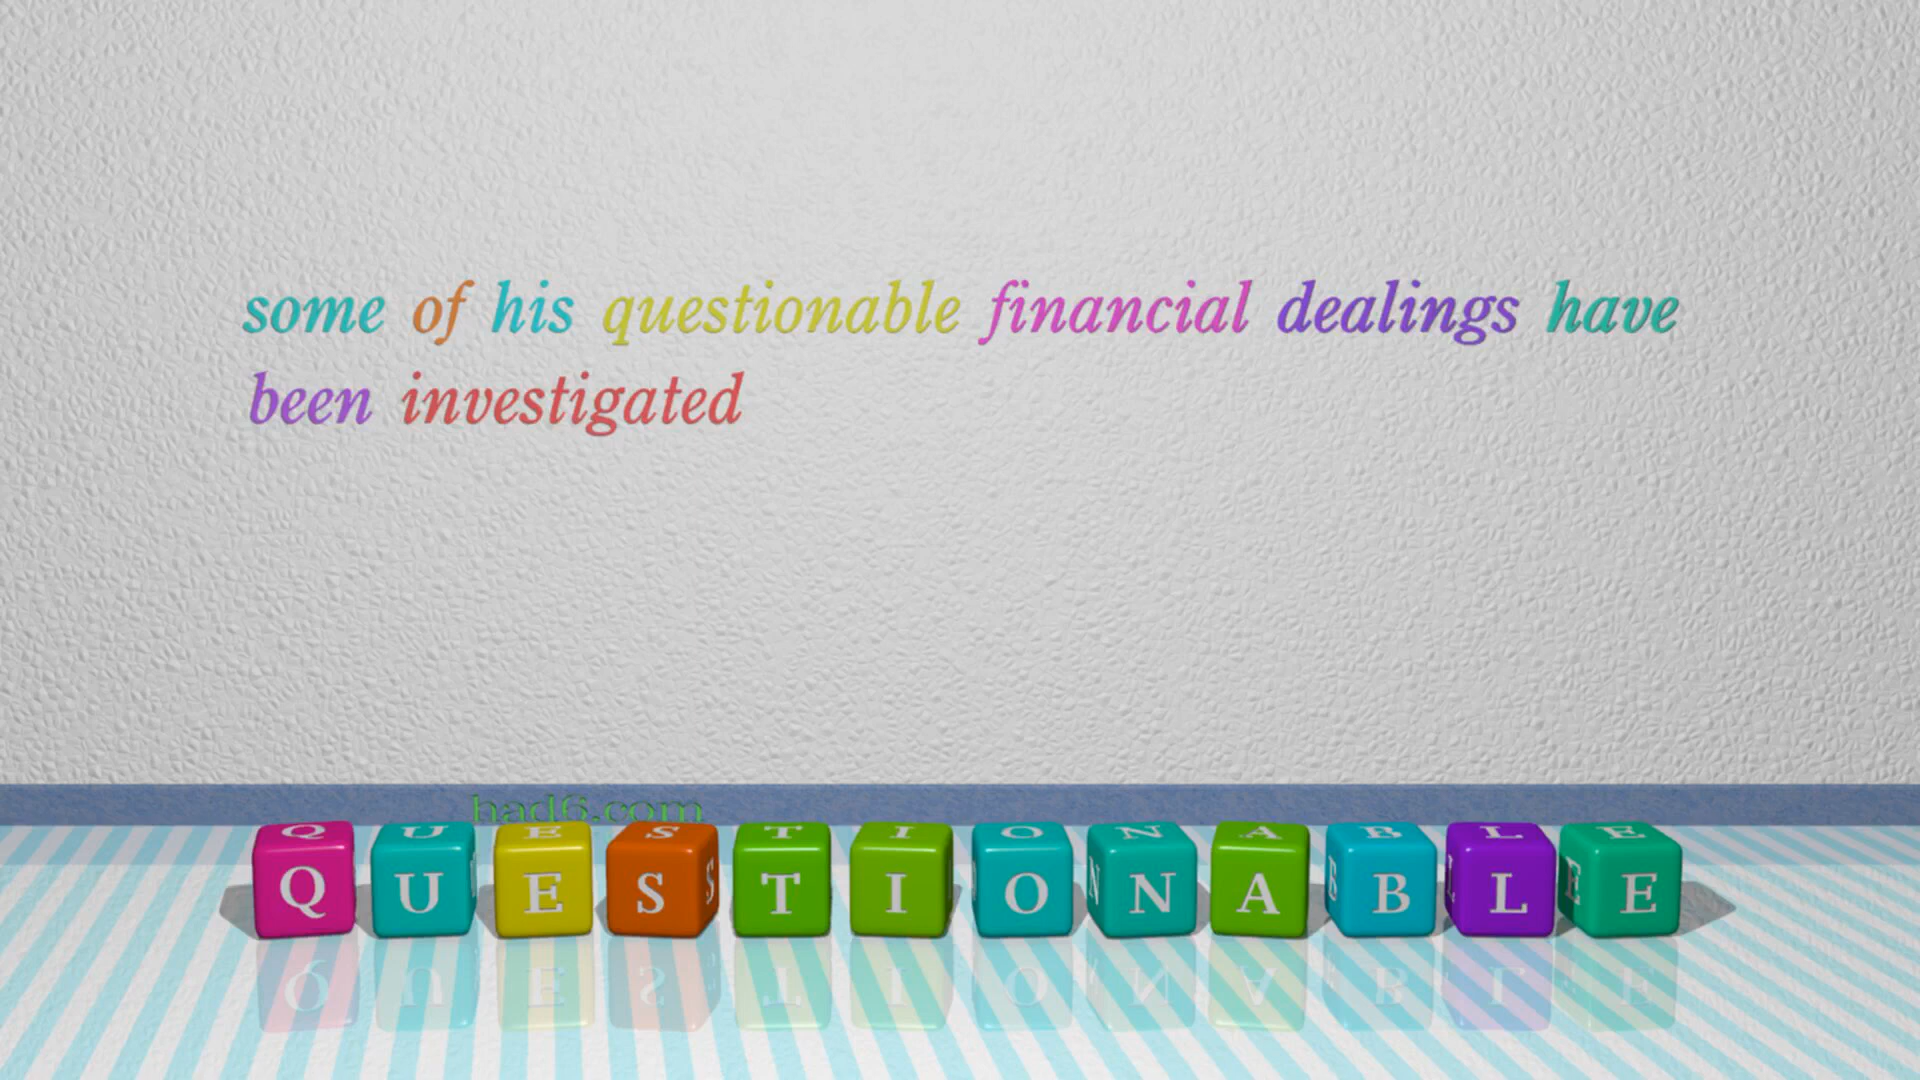 some of his questionable financial dealings have
been investigated
had6.com
QUESTIONABLE